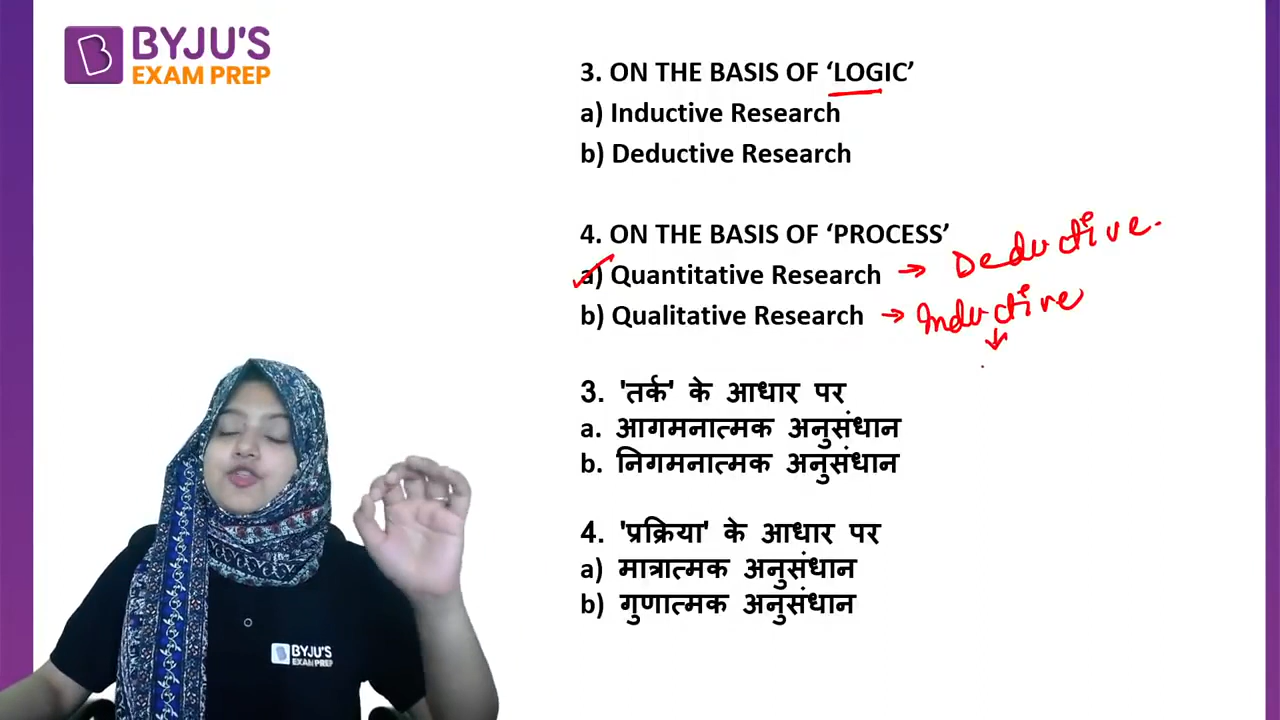 BYJU'S
EXAM PREP
3. ON THE BASIS OF ‘LOGIC’
a) Inductive Research
b) Deductive Research
4. ON THE BASIS OF ‘PROCESS’
a) Quantitative Research → Deductive.
b) Qualitative Research → Inductive
3. 'तर्क' के आधार पर
a. आगमनात्मक अनुसंधान
b. निगमनात्मक अनुसंधान
4. 'प्रक्रिया' के आधार पर
a) मात्रात्मक अनुसंधान
b) गुणात्मक अनुसंधान
BYJU'S
EXAM PREP